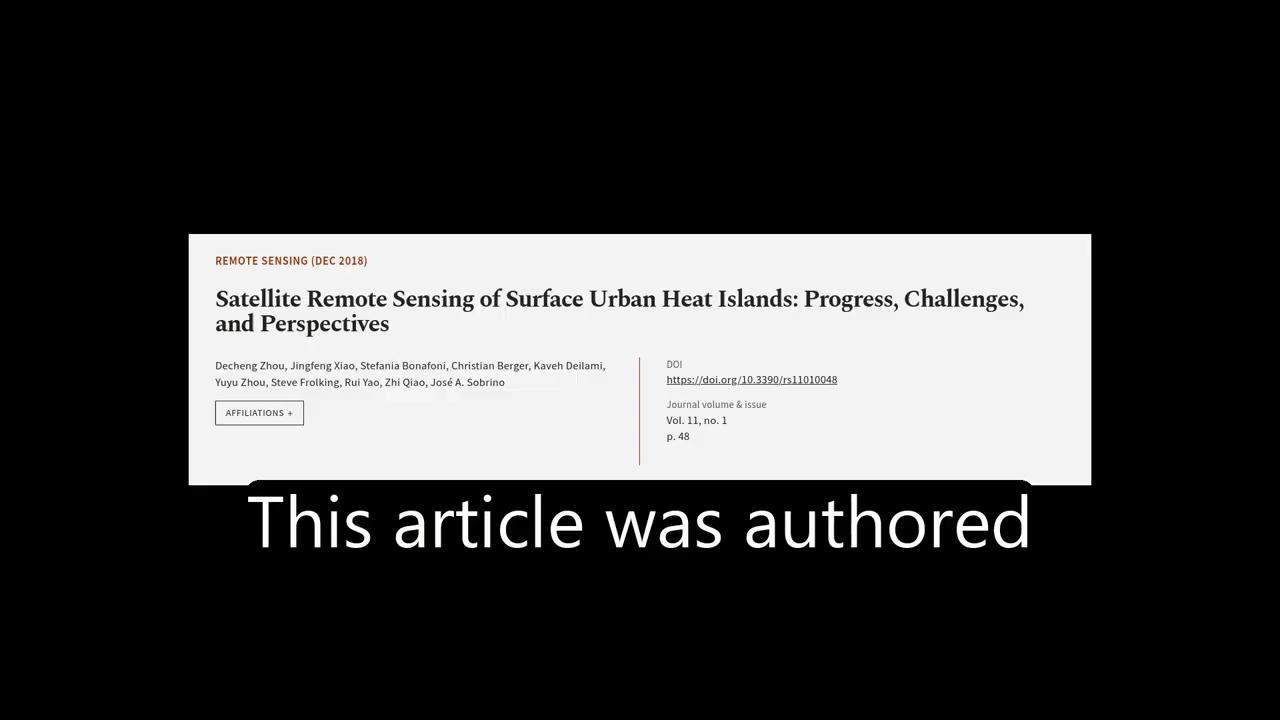 REMOTE SENSING (DEC 2018)
Satellite Remote Sensing of Surface Urban Heat Islands: Progress, Challenges,
and Perspectives
Decheng Zhou, Jingfeng Xiao, Stefania Bonafoni, Christian Berger, Kaveh Deilami,
Yuyu Zhou, Steve Frolking, Rui Yao, Zhi Qiao, José A. Sobrino
AFFILIATIONS +
DOI
https://doi.org/10.3390/rs11010048
Journal volume & issue
Vol. 11, no. 1
p. 48
This article was authored